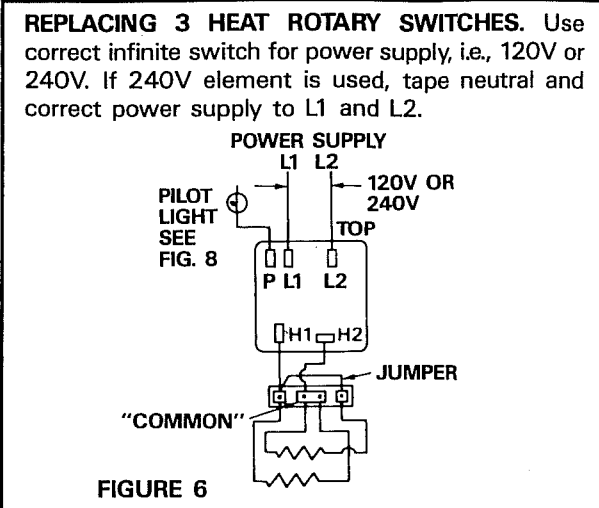 REPLACING 3 HEAT ROTARY SWITCHES. Use
correct infinite switch for power supply, i.e., 120V or
240V. If 240V element is used, tape neutral and
correct power supply to L1 and L2.
POWER SUPPLY
L1 L2
120V OR
240V
PILOT
LIGHT
SEE
FIG. 8
TOP
P L1 L2
H1 H2
JUMPER
"COMMON"
FIGURE 6